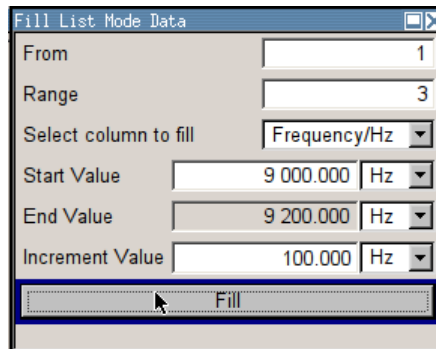 Fill List Mode Data
From 1
Range 3
Select column to fill Frequency/Hz
Start Value 9 000.000 Hz
End Value 9 200.000 Hz
Increment Value 100.000 Hz
Fill